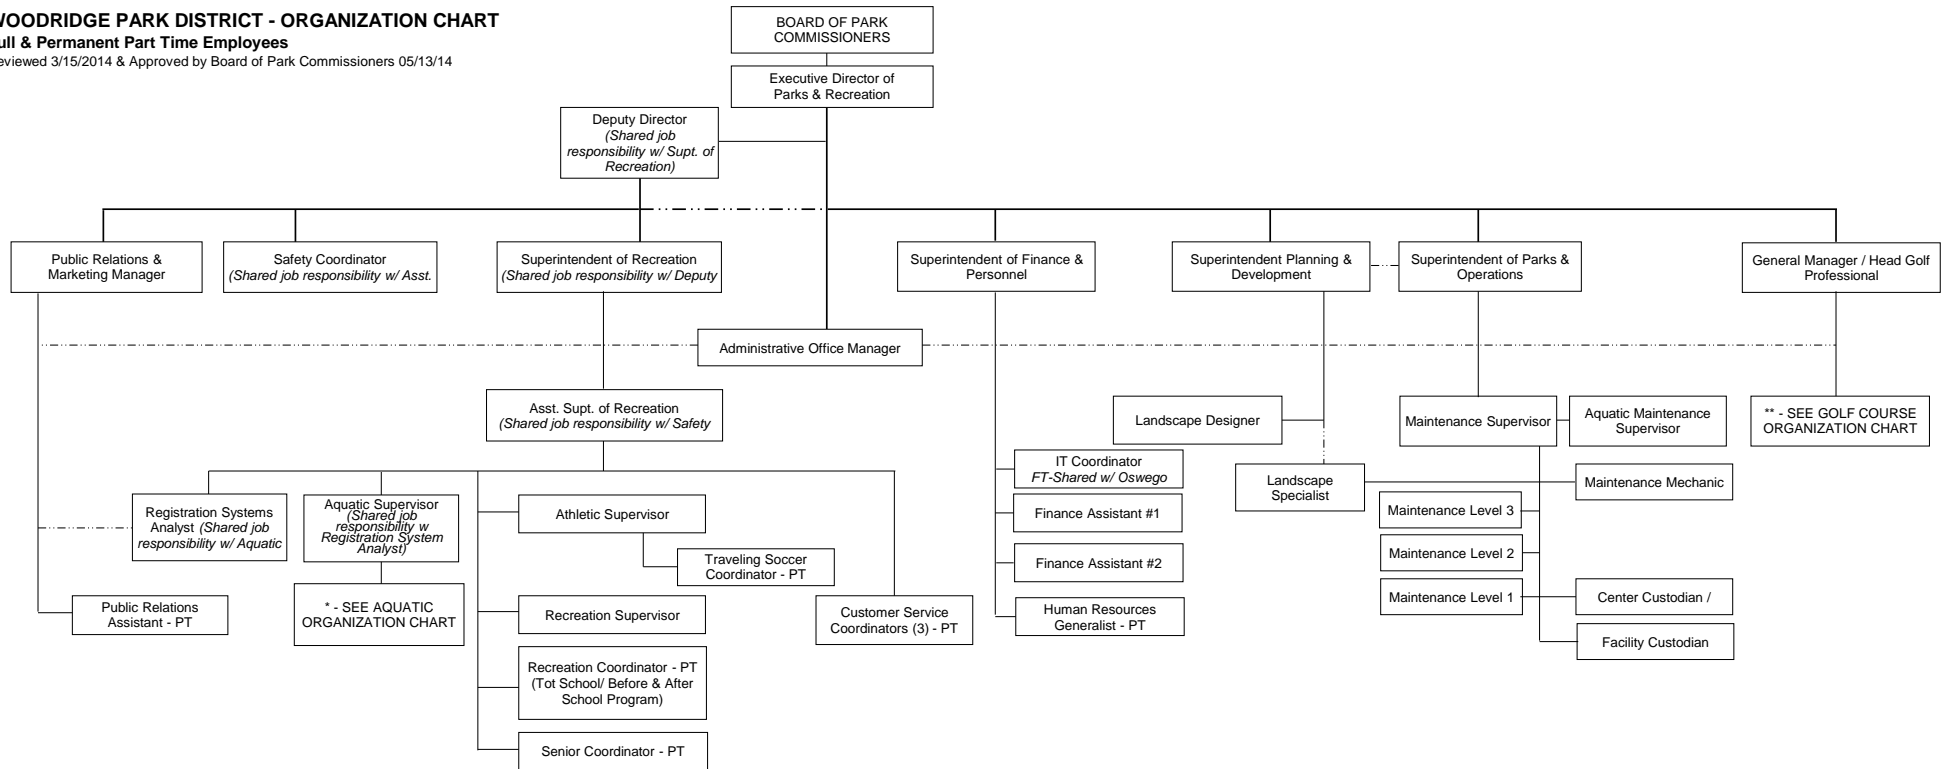 WOODRIDGE PARK DISTRICT - ORGANIZATION CHART
ull & Permanent Part Time Employees
eviewed 3/15/2014 & Approved by Board of Park Commissioners 05/13/14
BOARD OF PARK
COMMISSIONERS
Executive Director of
Parks & Recreation
Deputy Director
(Shared job
responsibility w/ Supt. of
Recreation)
Public Relations &
Marketing Manager
Safety Coordinator
(Shared job responsibility w/ Asst.
Superintendent of Recreation
(Shared job responsibility w/ Deputy
Superintendent of Finance &
Personnel
Superintendent Planning &
Development
Superintendent of Parks &
Operations
General Manager / Head Golf
Professional
Administrative Office Manager
Asst. Supt. of Recreation
(Shared job responsibility w/ Safety
Landscape Designer
Maintenance Supervisor
Aquatic Maintenance
Supervisor
** - SEE GOLF COURSE
ORGANIZATION CHART
IT Coordinator
FT-Shared w/ Oswego
Landscape
Specialist
Maintenance Mechanic
Registration Systems
Analyst (Shared job
responsibility w/ Aquatic
Aquatic Supervisor
(Shared job
responsibility w
Registration System
Analyst)
Athletic Supervisor
Finance Assistant #1
Maintenance Level 3
Traveling Soccer
Coordinator - PT
Finance Assistant #2
Maintenance Level 2
Public Relations
Assistant - PT
* - SEE AQUATIC
ORGANIZATION CHART
Recreation Supervisor
Customer Service
Coordinators (3) - PT
Human Resources
Generalist - PT
Maintenance Level 1
Center Custodian /
Facility Custodian
Recreation Coordinator - PT
(Tot School/ Before & After
School Program)
Senior Coordinator - PT